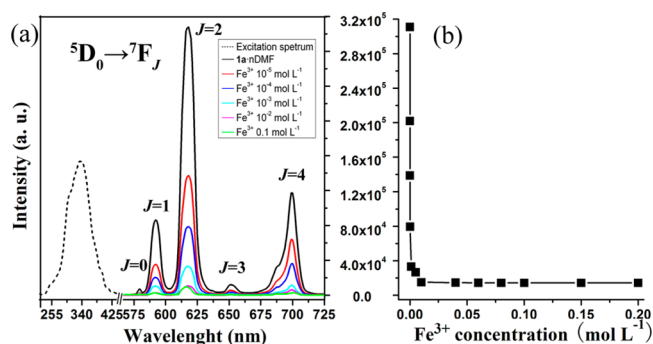 (a)
⁵D₀→⁷F_J
J=0
J=1
J=2
J=3
J=4
Excitation spetrum
1a·nDMF
Fe³⁺ 10⁻⁵ mol L⁻¹
Fe³⁺ 10⁻⁴ mol L⁻¹
Fe³⁺ 10⁻³ mol L⁻¹
Fe³⁺ 10⁻² mol L⁻¹
Fe³⁺ 0.1 mol L⁻¹
Intensity (a. u.)
255 340 425 575 600 625 650 675 700 725
Wavelenght (nm)
(b)
3.2x10⁵
2.8x10⁵
2.4x10⁵
2.0x10⁵
1.6x10⁵
1.2x10⁵
8.0x10⁴
4.0x10⁴
0.0
0.00 0.05 0.10 0.15 0.20
Fe³⁺ concentration (mol L⁻¹)